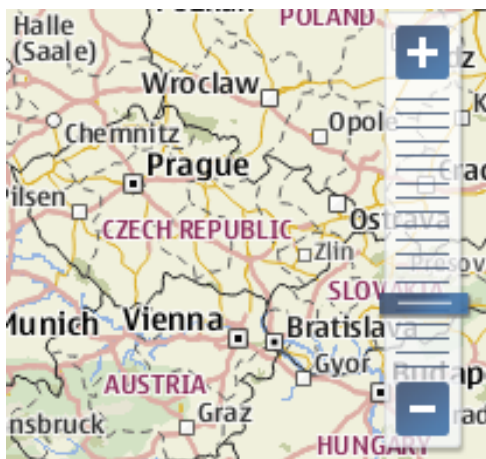 POLAND
Halle
(Saale)
Wroclaw
Chemnitz
Opole
Prague
Pilsen
Ostrava
CZECH REPUBLIC
Zlin
Presov
SLOVAKIA
Munich
Vienna
Bratislava
Gyor
AUSTRIA
Graz
nsbruck
HUNGARY